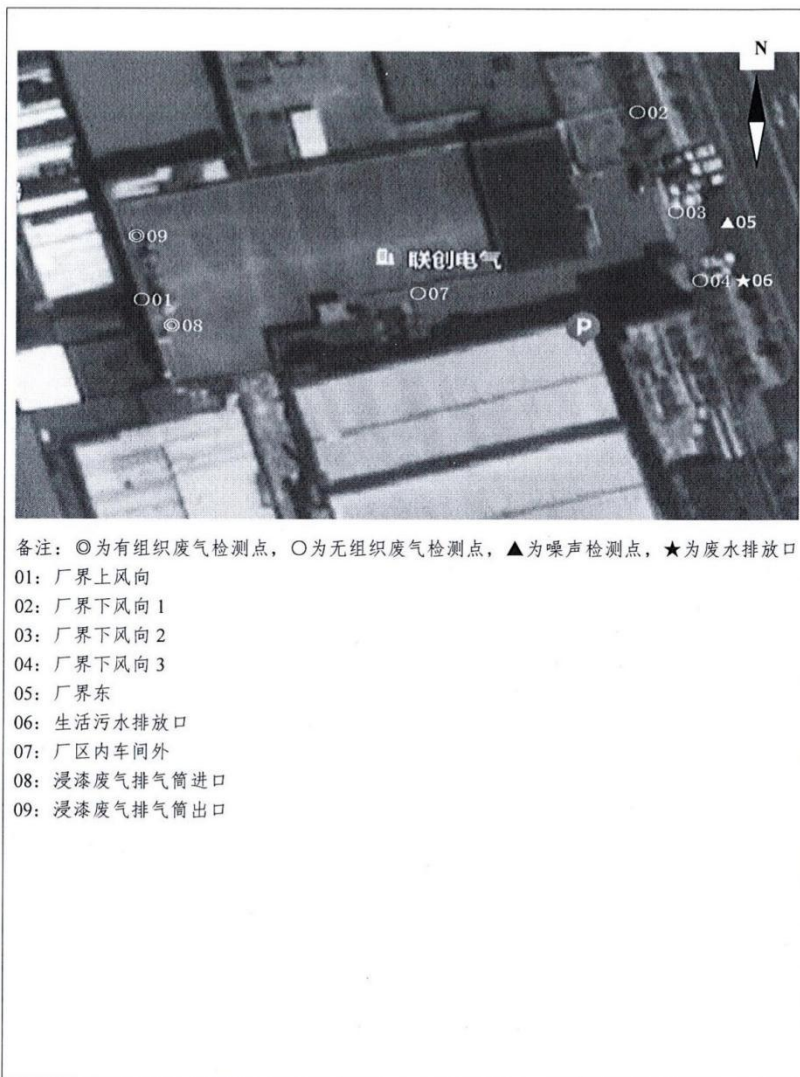 N
○02
◎09
○03
▲05
联创电气
○01
○07
○04 ★06
◎08
P
备注：◎为有组织废气检测点，○为无组织废气检测点，▲为噪声检测点，★为废水排放口
01：厂界上风向
02：厂界下风向 1
03：厂界下风向 2
04：厂界下风向 3
05：厂界东
06：生活污水排放口
07：厂区内车间外
08：浸漆废气排气筒进口
09：浸漆废气排气筒出口